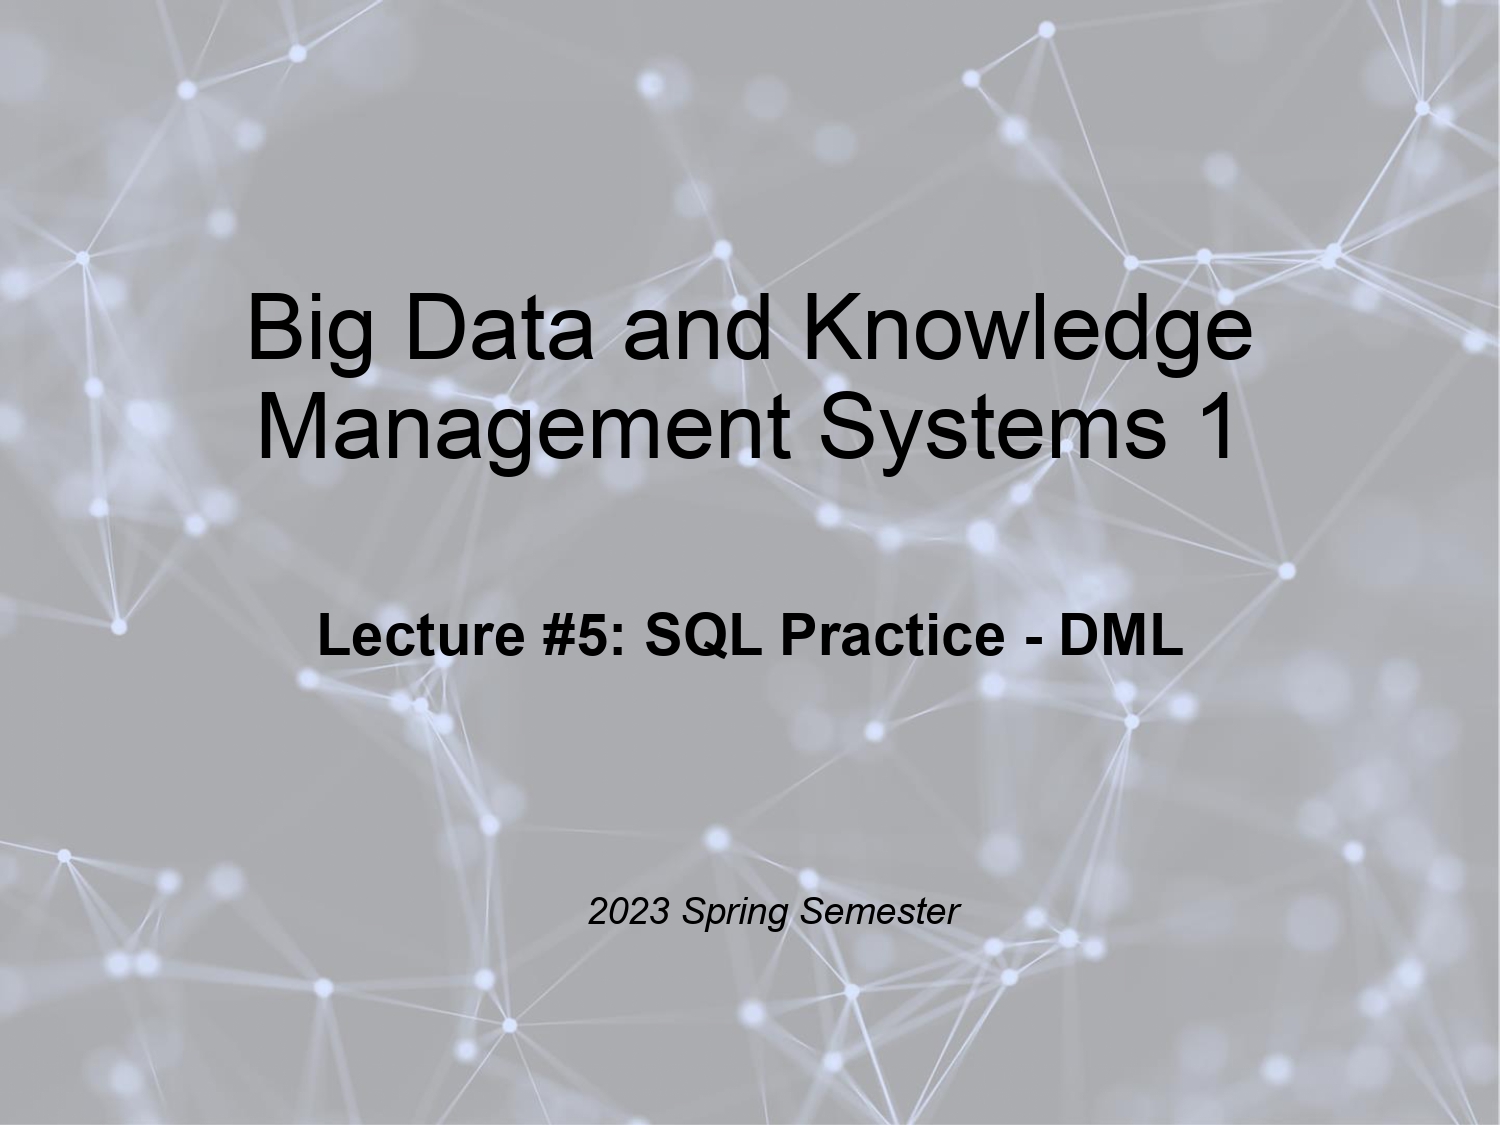 Big Data and Knowledge
Management Systems 1
Lecture #5: SQL Practice - DML
2023 Spring Semester